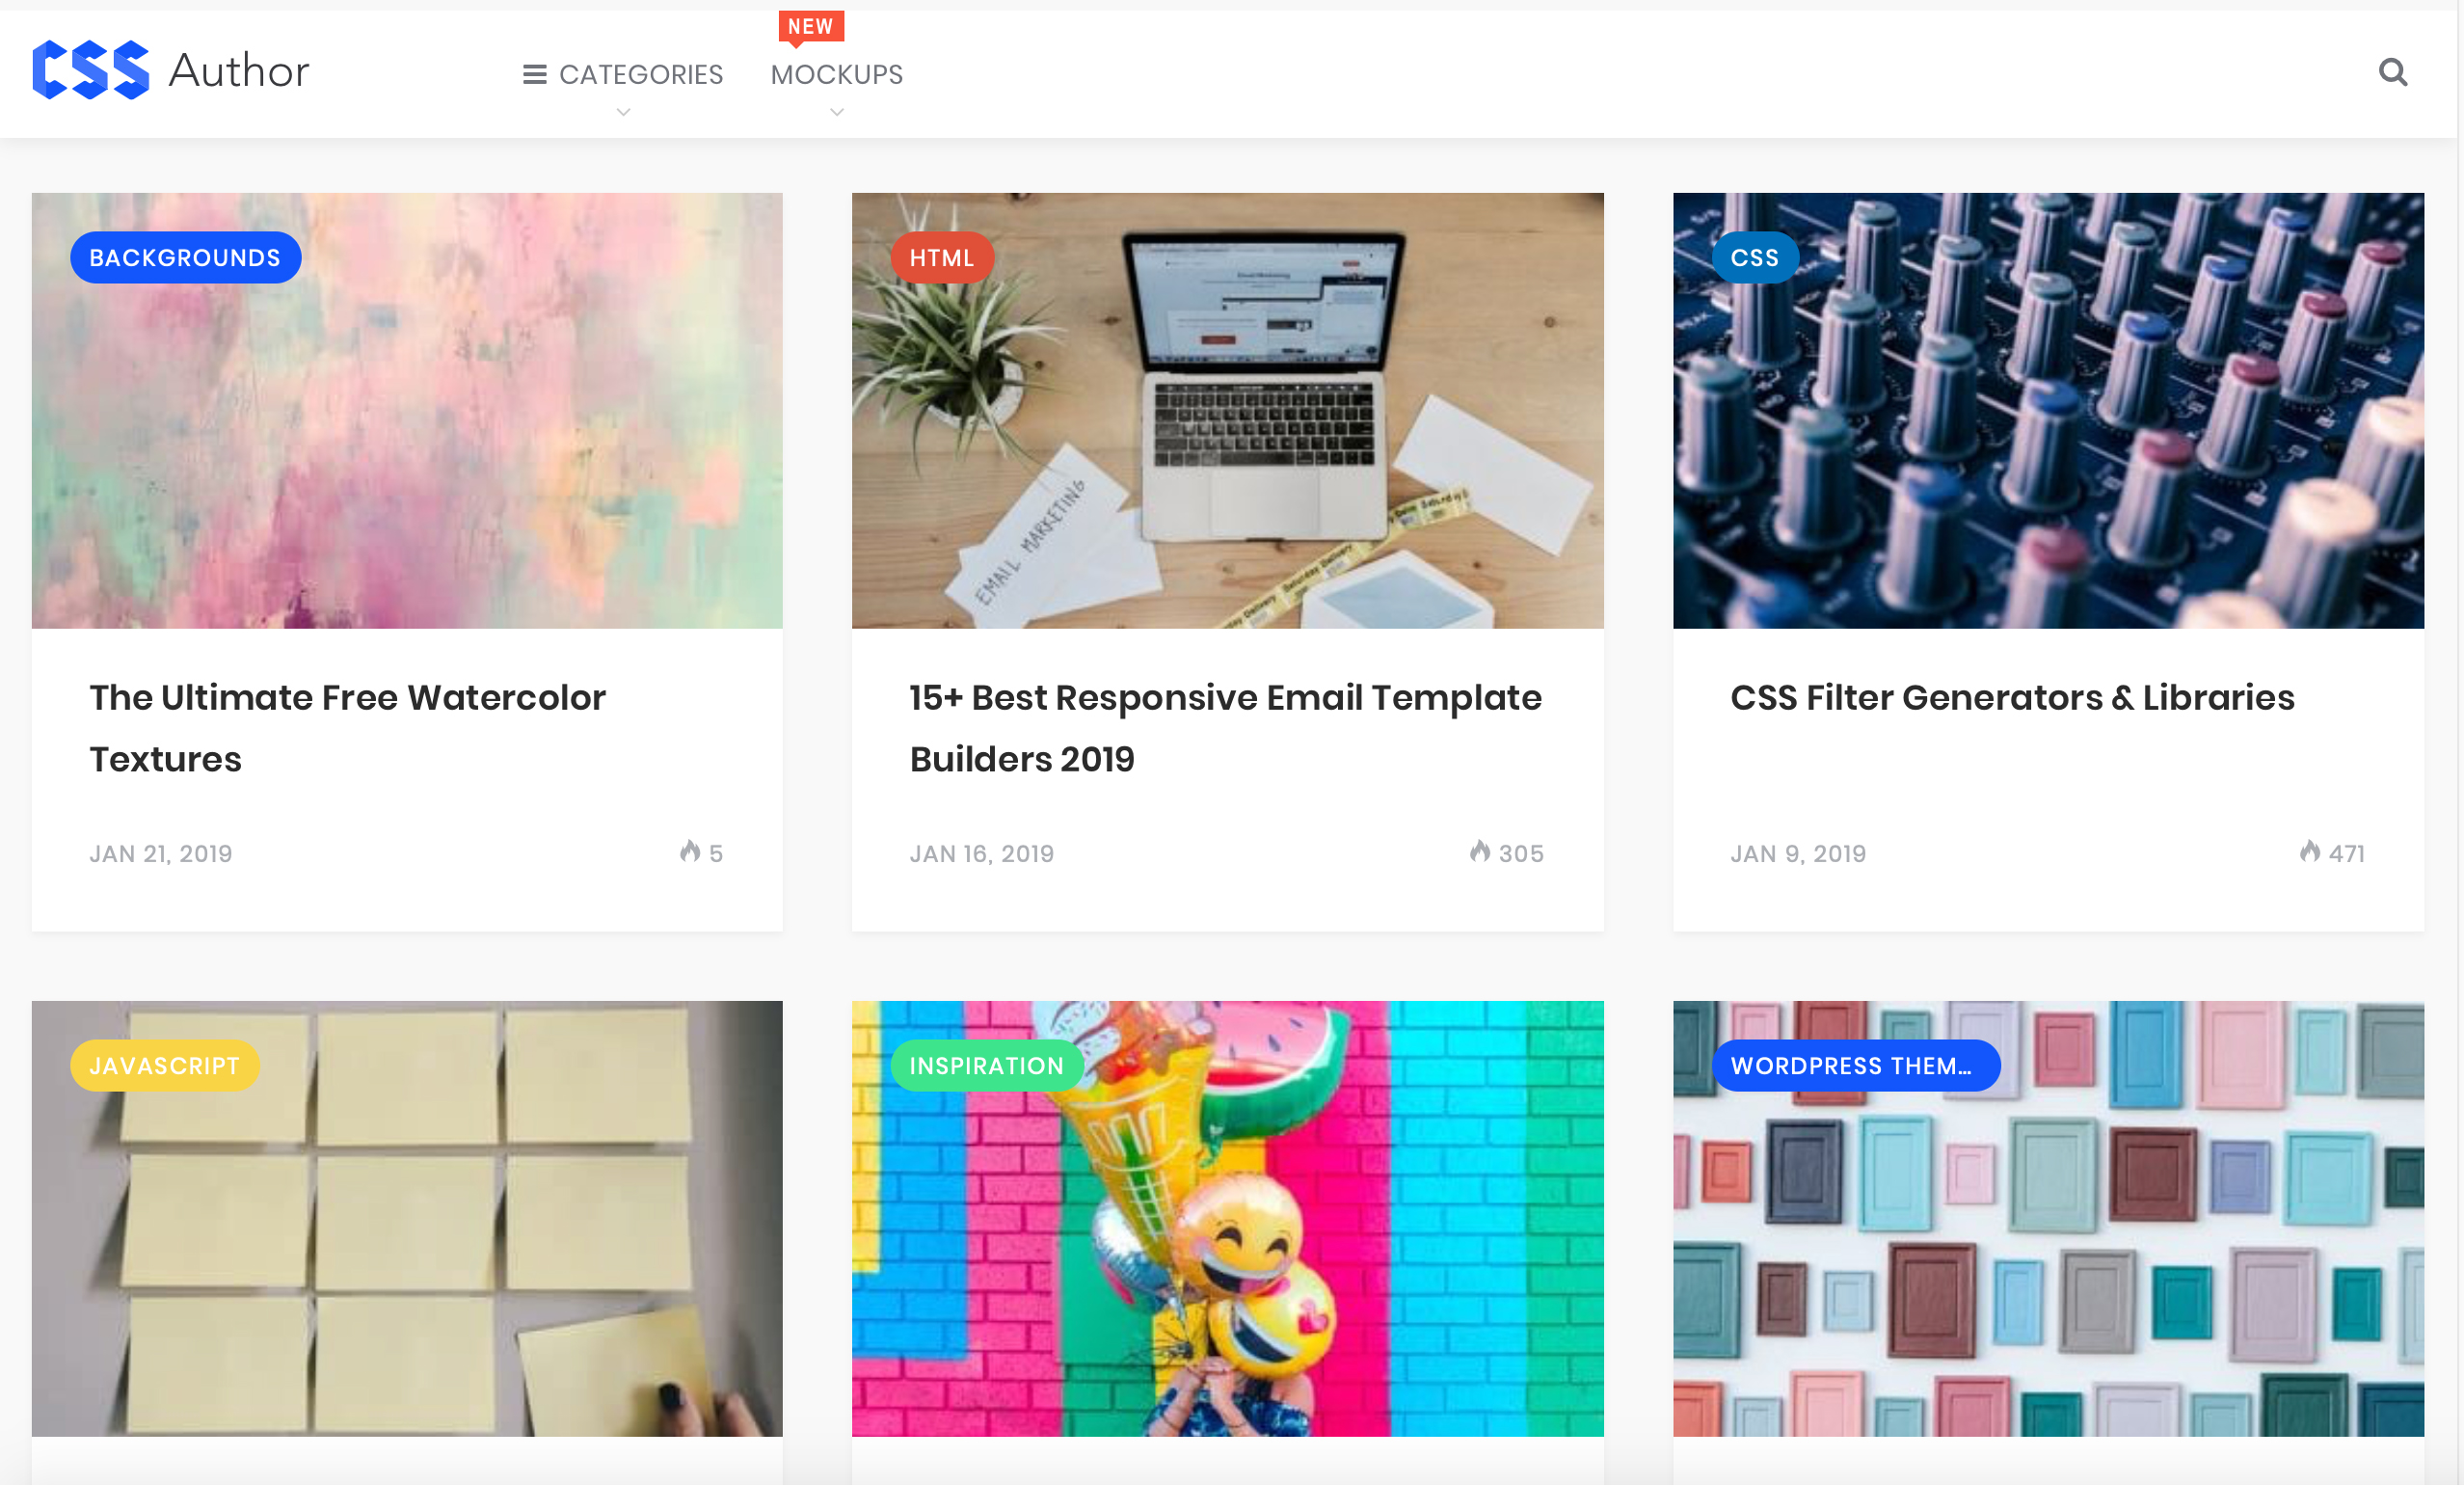 NEW
CSS Author
CATEGORIES
MOCKUPS
BACKGROUNDS
HTML
CSS
EMAIL MARKETING
Saturday Delivery
The Ultimate Free Watercolor
Textures
15+ Best Responsive Email Template
Builders 2019
CSS Filter Generators & Libraries
JAN 21, 2019
5
JAN 16, 2019
305
JAN 9, 2019
471
JAVASCRIPT
INSPIRATION
WORDPRESS THEM...